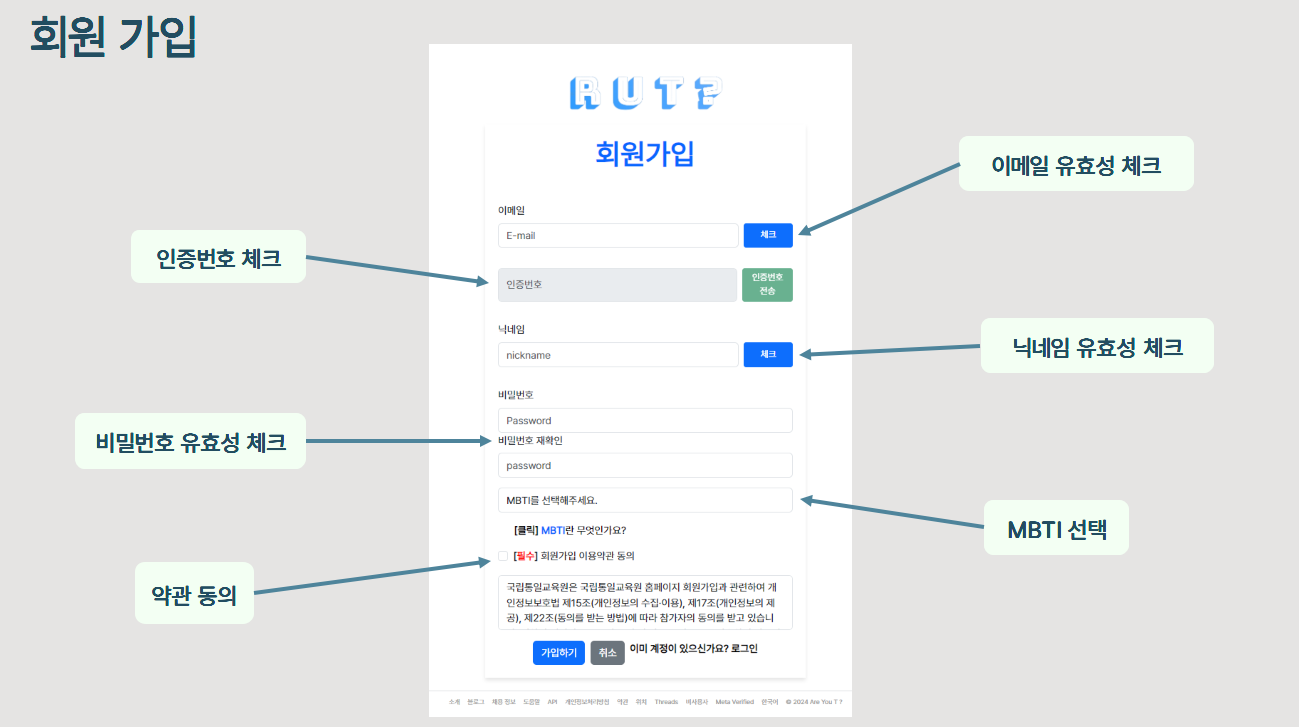 회원 가입
RUT?
회원가입
이메일 유효성 체크
이메일
E-mail
체크
인증번호 체크
인증번호
인증번호
전송
닉네임
닉네임 유효성 체크
nickname
체크
비밀번호
Password
비밀번호 유효성 체크
비밀번호 재확인
password
MBTI를 선택해주세요.
MBTI 선택
[클릭] MBTI란 무엇인가요?
[필수] 회원가입 이용약관 동의
약관 동의
국립통일교육원은 국립통일교육원 홈페이지 회원가입과 관련하여 개
인정보보호법 제15조(개인정보의 수집·이용), 제17조(개인정보의 제
공), 제22조(동의를 받는 방법)에 따라 참가자의 동의를 받고 있습니
가입하기
취소
이미 계정이 있으신가요? 로그인
소개 블로그 채용 정보 도움말 API 개인정보처리방침 약관 위치 Threads Meta Verified 한국어 © 2024 Are You T ?